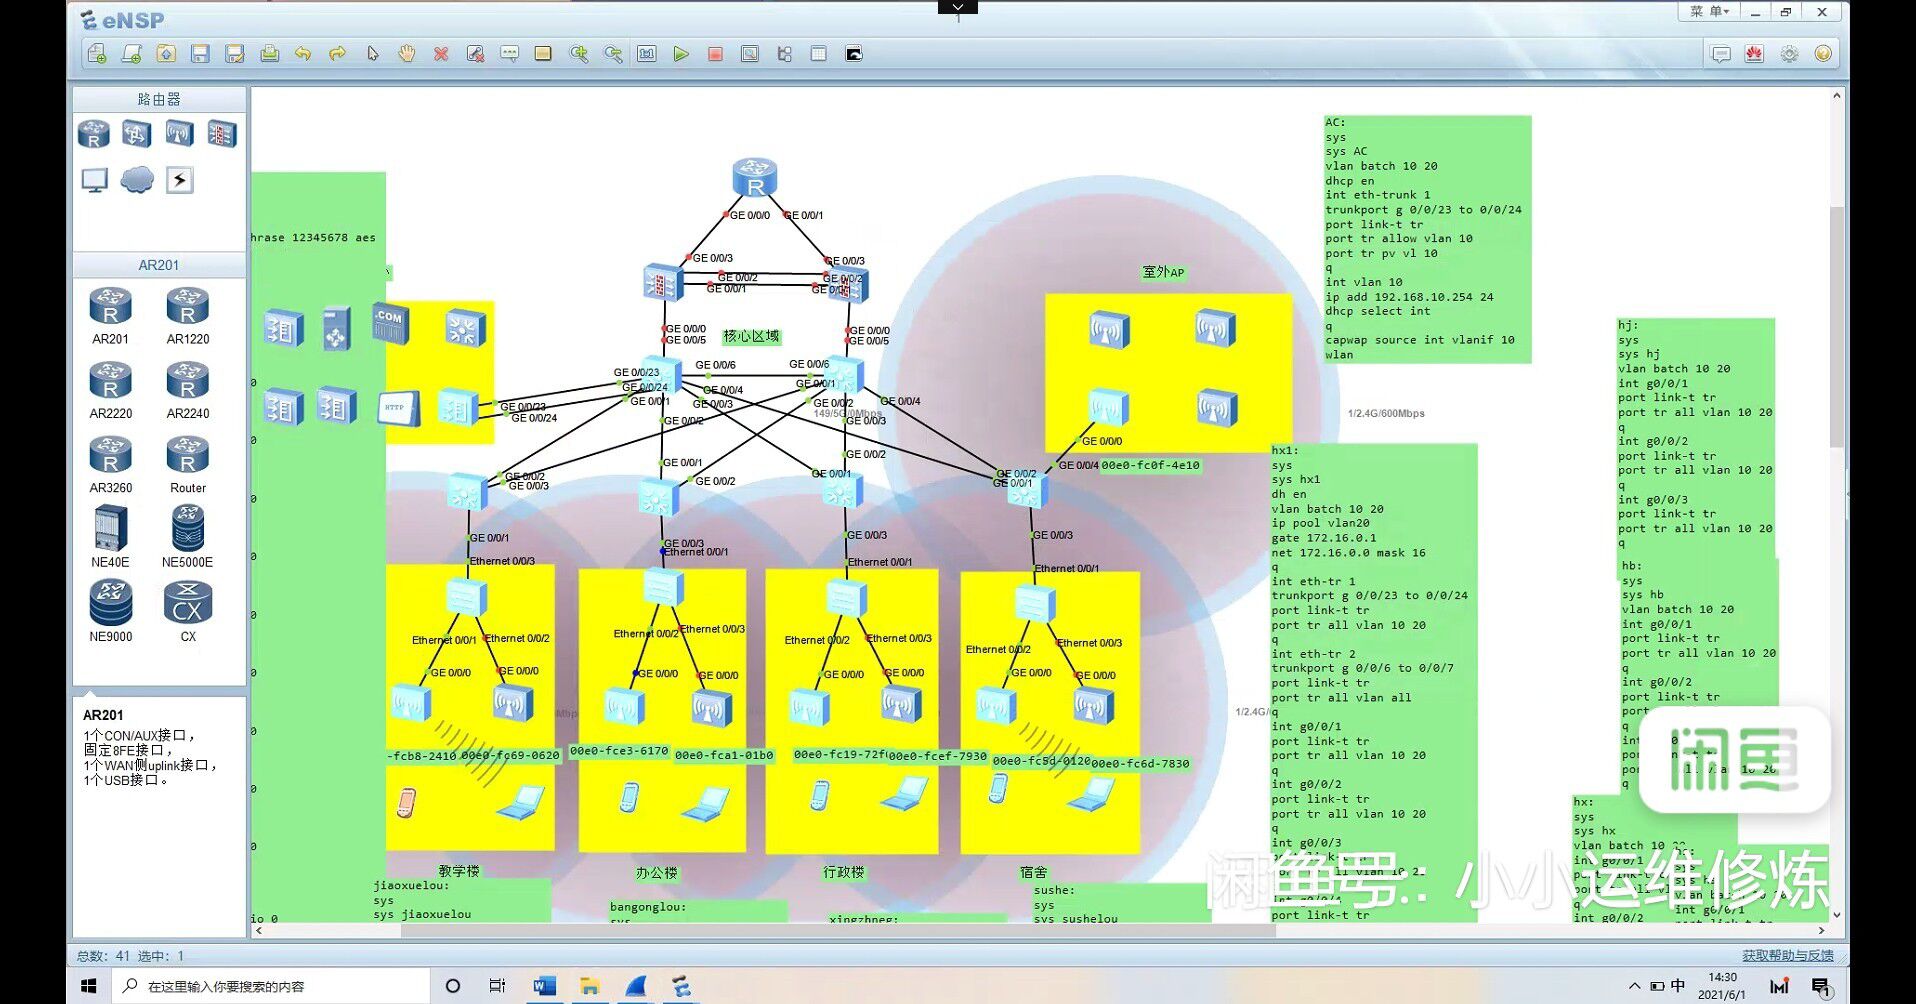 eNSP
菜 单
路由器
AR201
AR201
AR1220
AR2220
AR2240
AR3260
Router
NE40E
NE5000E
NE9000
CX
AR201
1个CON/AUX接口，
固定8FE接口，
1个WAN侧uplink接口，
1个USB接口。
hrase 12345678 aes
GE 0/0/0
GE 0/0/1
GE 0/0/3
GE 0/0/3
GE 0/0/2
GE 0/0/2
GE 0/0/1
GE 0/0/0
GE 0/0/5
核心区域
GE 0/0/0
GE 0/0/5
GE 0/0/23
GE 0/0/24
GE 0/0/1
GE 0/0/6
GE 0/0/4
GE 0/0/3
GE 0/0/2
GE 0/0/6
GE 0/0/1
GE 0/0/2
GE 0/0/4
GE 0/0/3
GE 0/0/23
GE 0/0/24
.COM
HTTP
室外AP
1/2.4G/600Mbps
GE 0/0/0
GE 0/0/4
00e0-fc0f-4e10
GE 0/0/2
GE 0/0/3
GE 0/0/1
GE 0/0/2
GE 0/0/2
GE 0/0/1
GE 0/0/2
GE 0/0/1
GE 0/0/1
Ethernet 0/0/3
GE 0/0/3
Ethernet 0/0/1
GE 0/0/3
Ethernet 0/0/1
GE 0/0/3
Ethernet 0/0/1
Ethernet 0/0/1
Ethernet 0/0/2
Ethernet 0/0/2
Ethernet 0/0/3
Ethernet 0/0/2
Ethernet 0/0/3
Ethernet 0/0/2
Ethernet 0/0/3
GE 0/0/0
GE 0/0/0
GE 0/0/0
GE 0/0/0
GE 0/0/0
GE 0/0/0
GE 0/0/0
GE 0/0/0
-fcb8-2410
00e0-fc69-0620
00e0-fce3-6170
00e0-fca1-01b0
00e0-fc19-72f
00e0-fcef-7930
00e0-fc5d-0120
00e0-fc6d-7830
教学楼
办公楼
行政楼
宿舍
jiaoxuelou:
sys
sys jiaoxuelou
bangonglou:
sys
xingzhneg:
sushe:
sys
sys sushelou
AC:
sys
sys AC
vlan batch 10 20
dhcp en
int eth-trunk 1
trunkport g 0/0/23 to 0/0/24
port link-t tr
port tr allow vlan 10
port tr pv vl 10
q
int vlan 10
ip add 192.168.10.254 24
dhcp select int
q
capwap source int vlanif 10
wlan
hx1:
sys
sys hx1
dh en
vlan batch 10 20
ip pool vlan20
gate 172.16.0.1
net 172.16.0.0 mask 16
q
int eth-tr 1
trunkport g 0/0/23 to 0/0/24
port link-t tr
port tr all vlan 10 20
q
int eth-tr 2
trunkport g 0/0/6 to 0/0/7
port link-t tr
port tr all vlan all
q
int g0/0/1
port link-t tr
port tr all vlan 10 20
q
int g0/0/2
port link-t tr
port tr all vlan 10 20
q
int g0/0/3
port link-t tr
hj:
sys
sys hj
vlan batch 10 20
int g0/0/1
port link-t tr
port tr all vlan 10 20
q
int g0/0/2
port link-t tr
port tr all vlan 10 20
q
int g0/0/3
port link-t tr
port tr all vlan 10 20
q
hb:
sys
sys hb
vlan batch 10 20
int g0/0/1
port link-t tr
port tr all vlan 10 20
q
int g0/0/2
port link-t tr
q
hx:
sys
sys hx
vlan batch 10
int g0/0/1
int g0/0/2
int g0/0/1
闲鱼
闲鱼号：小小运维修炼
总数：41 选中：1
获取帮助与反馈
在这里输入你要搜索的内容
中
14:30
2021/6/1